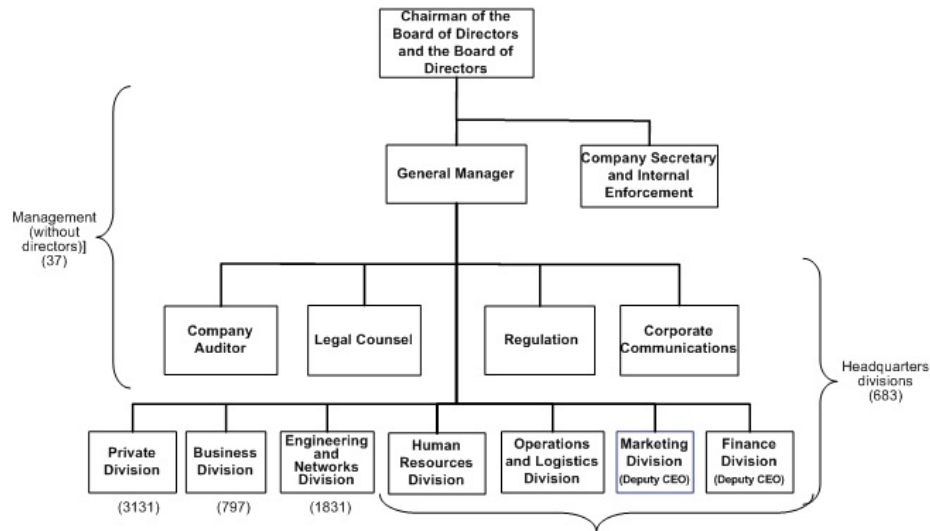 Chairman of the
Board of Directors
and the Board of
Directors
General Manager
Company Secretary
and Internal
Enforcement
Management
(without
directors)]
(37)
Company
Auditor
Legal Counsel
Regulation
Corporate
Communications
Headquarters
divisions
(683)
Private
Division
Business
Division
Engineering
and
Networks
Division
Human
Resources
Division
Operations
and Logistics
Division
Marketing
Division
(Deputy CEO)
Finance
Division
(Deputy CEO)
(3131)
(797)
(1831)